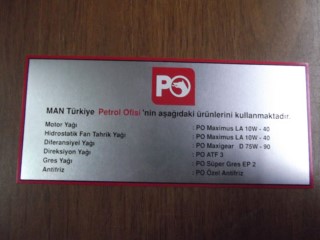 PO
MAN Türkiye Petrol Ofisi 'nin aşağıdaki ürünlerini kullanmaktadır.
Motor Yağı : PO Maximus LA 10W - 40
Hidrostatik Fan Tahrik Yağı : PO Maximus LA 10W - 40
Diferansiyel Yağı : PO Maxigear D 75W - 90
Direksiyon Yağı : PO ATF 3
Gres Yağı : PO Süper Gres EP 2
Antifriz : PO Özel Antifriz